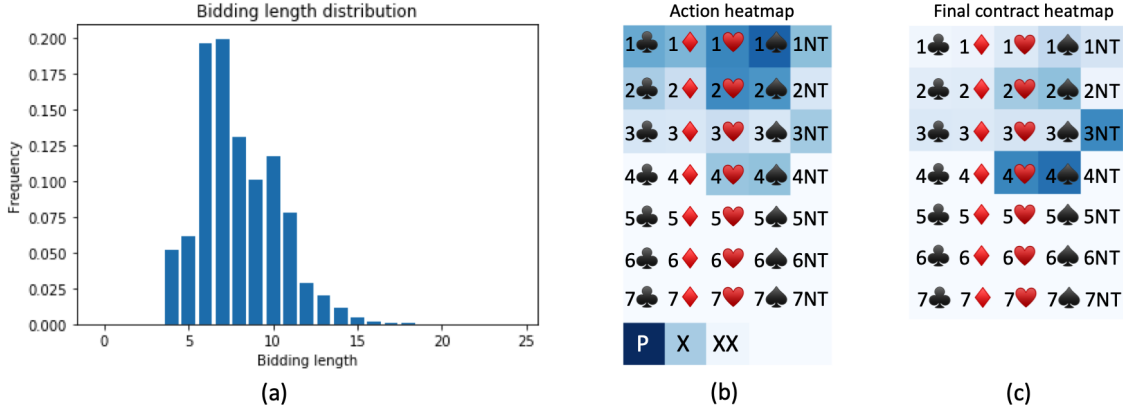 Bidding length distribution
0.200
0.175
0.150
0.125
0.100
0.075
0.050
0.025
0.000
Frequency
0 5 10 15 20 25
Bidding length
(a)
Action heatmap
1♣ 1♦ 1♥ 1♠ 1NT
2♣ 2♦ 2♥ 2♠ 2NT
3♣ 3♦ 3♥ 3♠ 3NT
4♣ 4♦ 4♥ 4♠ 4NT
5♣ 5♦ 5♥ 5♠ 5NT
6♣ 6♦ 6♥ 6♠ 6NT
7♣ 7♦ 7♥ 7♠ 7NT
P X XX
(b)
Final contract heatmap
1♣ 1♦ 1♥ 1♠ 1NT
2♣ 2♦ 2♥ 2♠ 2NT
3♣ 3♦ 3♥ 3♠ 3NT
4♣ 4♦ 4♥ 4♠ 4NT
5♣ 5♦ 5♥ 5♠ 5NT
6♣ 6♦ 6♥ 6♠ 6NT
7♣ 7♦ 7♥ 7♠ 7NT
(c)